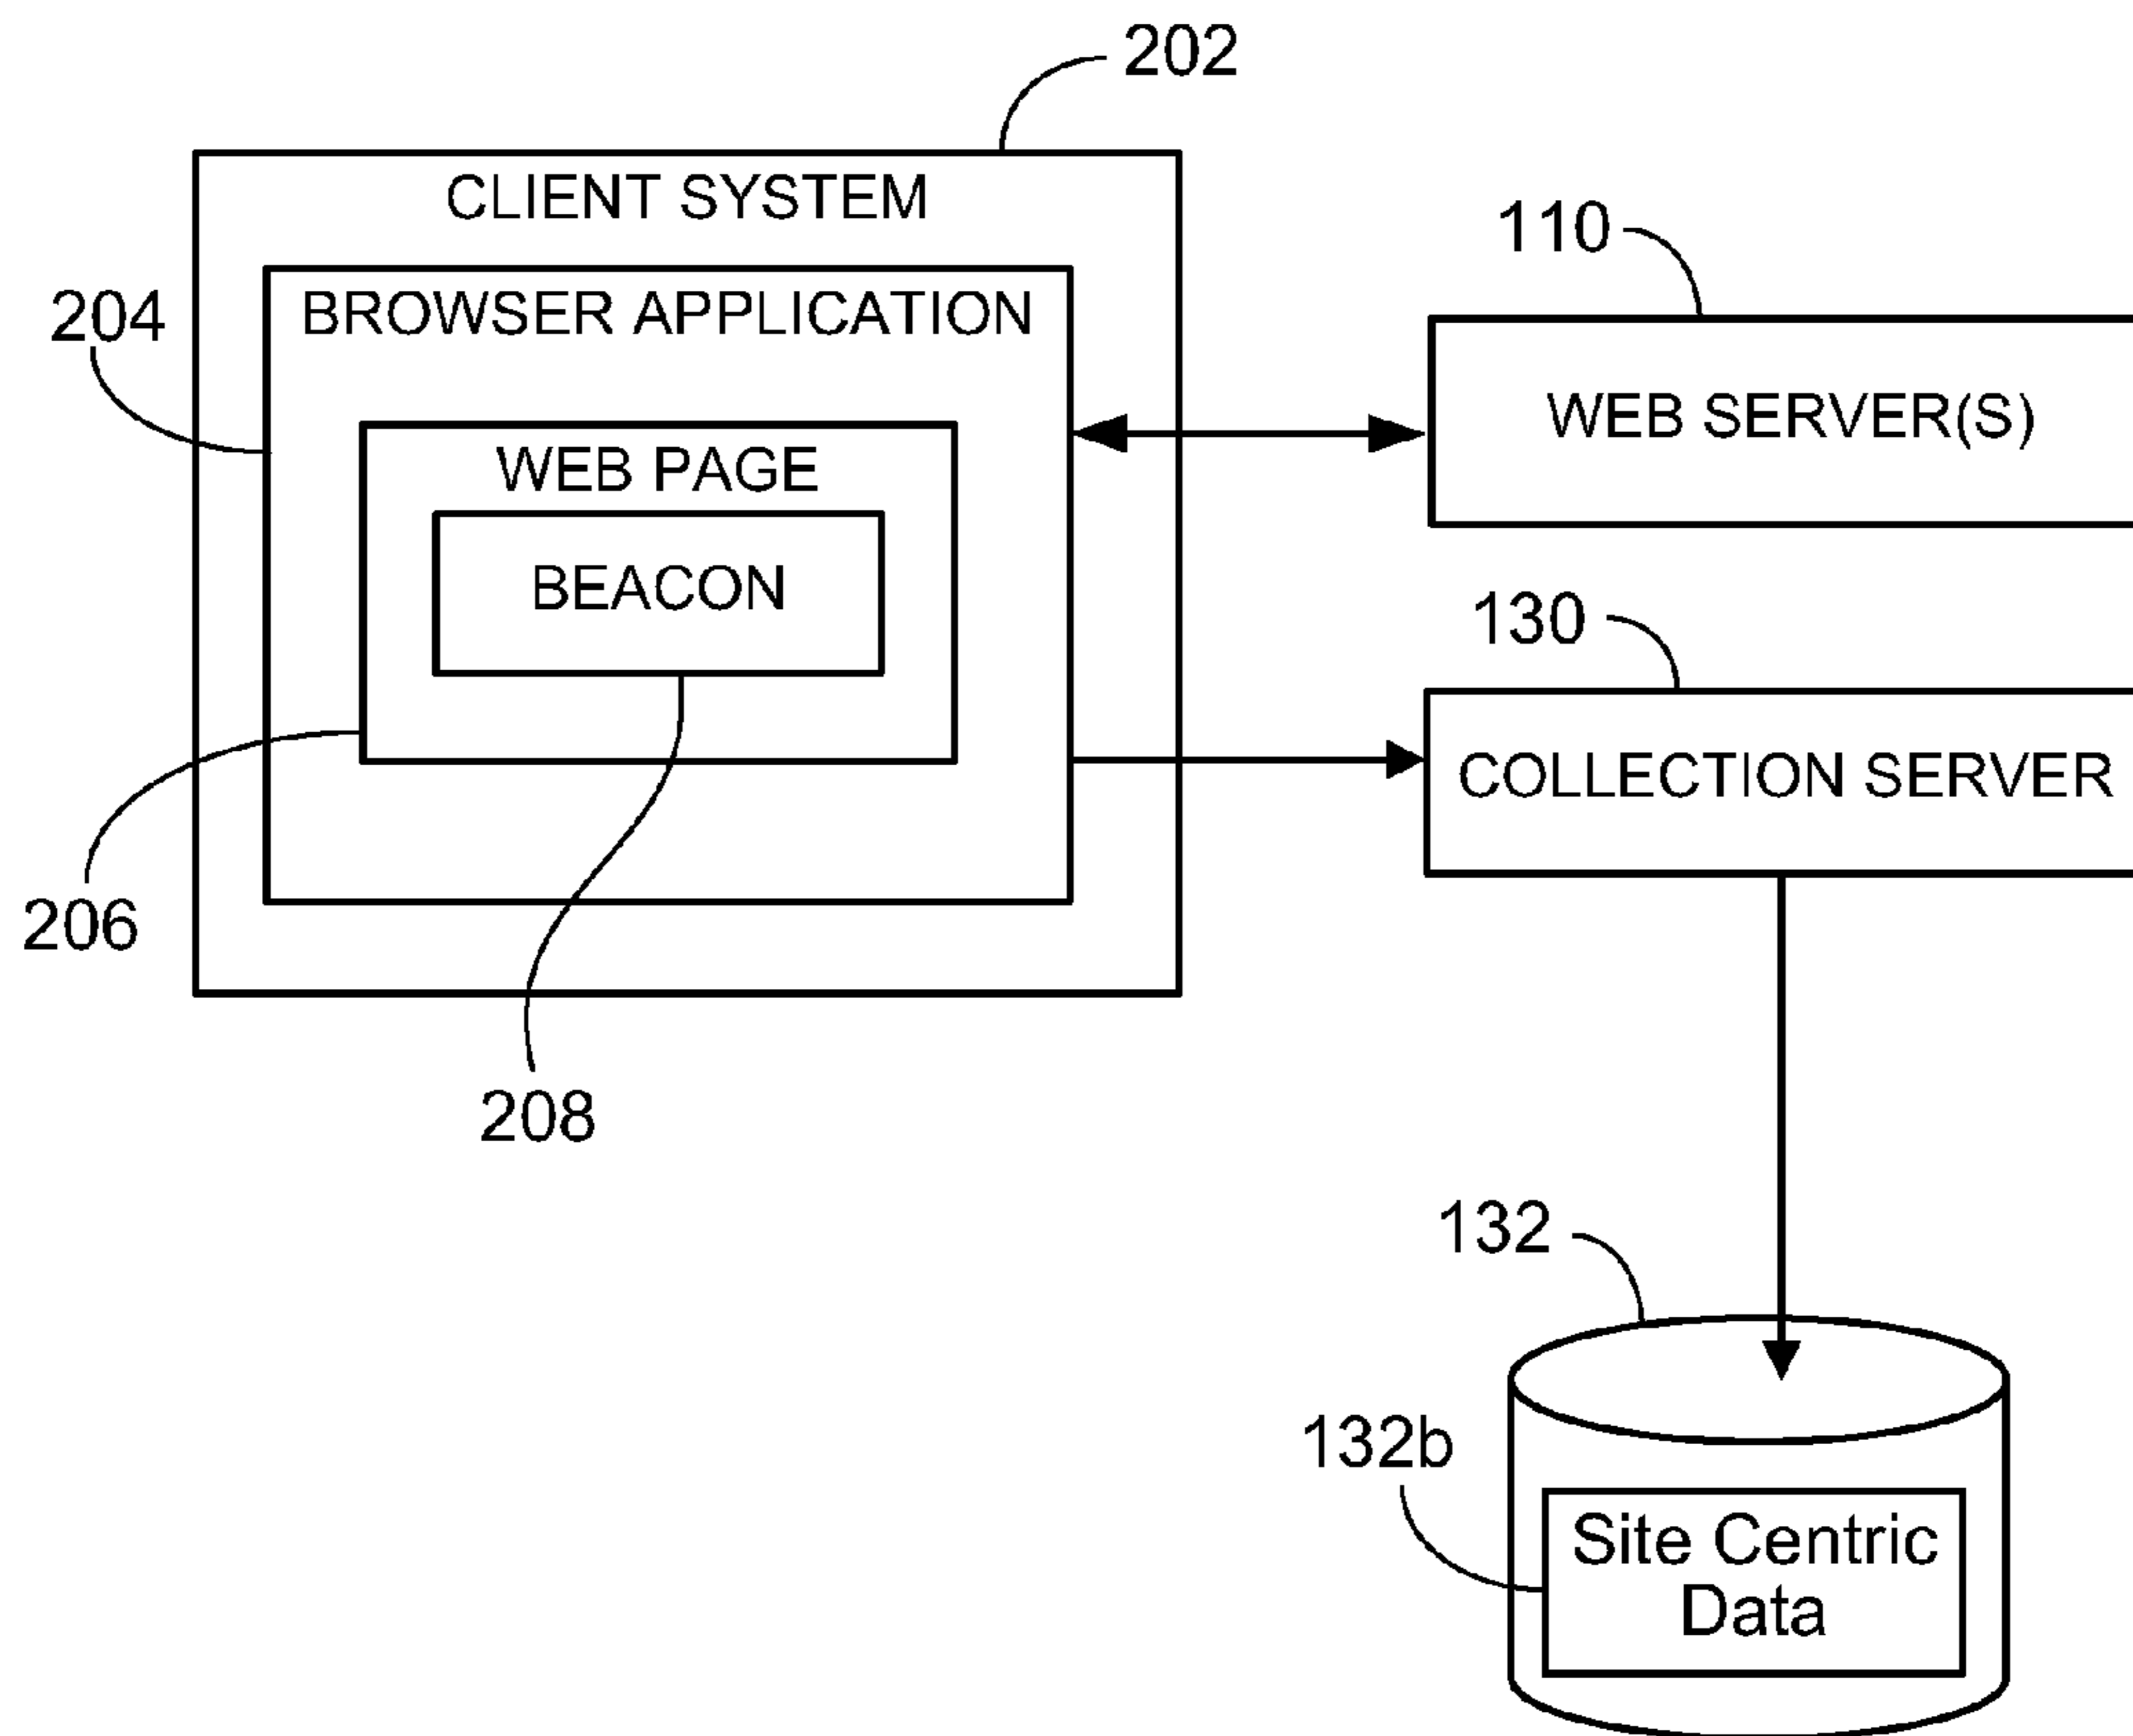 202
CLIENT SYSTEM
110
204
BROWSER APPLICATION
WEB SERVER(S)
WEB PAGE
BEACON
130
COLLECTION SERVER
206
208
132
132b
Site Centric
Data